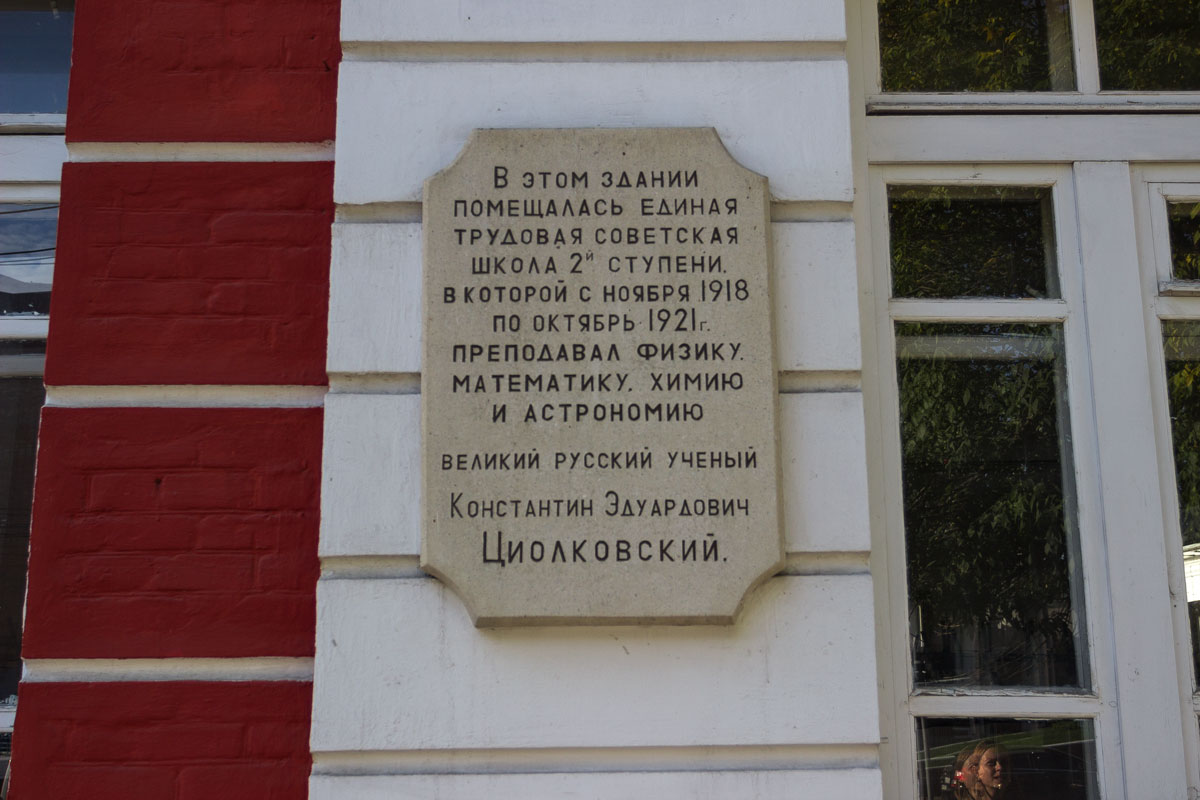 В ЭТОМ ЗДАНИИ
ПОМЕЩАЛАСЬ ЕДИНАЯ
ТРУДОВАЯ СОВЕТСКАЯ
ШКОЛА 2й СТУПЕНИ,
В КОТОРОЙ С НОЯБРЯ 1918
ПО ОКТЯБРЬ 1921г.
ПРЕПОДАВАЛ ФИЗИКУ,
МАТЕМАТИКУ, ХИМИЮ
И АСТРОНОМИЮ
ВЕЛИКИЙ РУССКИЙ УЧЕНЫЙ
КОНСТАНТИН ЭДУАРДОВИЧ
ЦИОЛКОВСКИЙ.